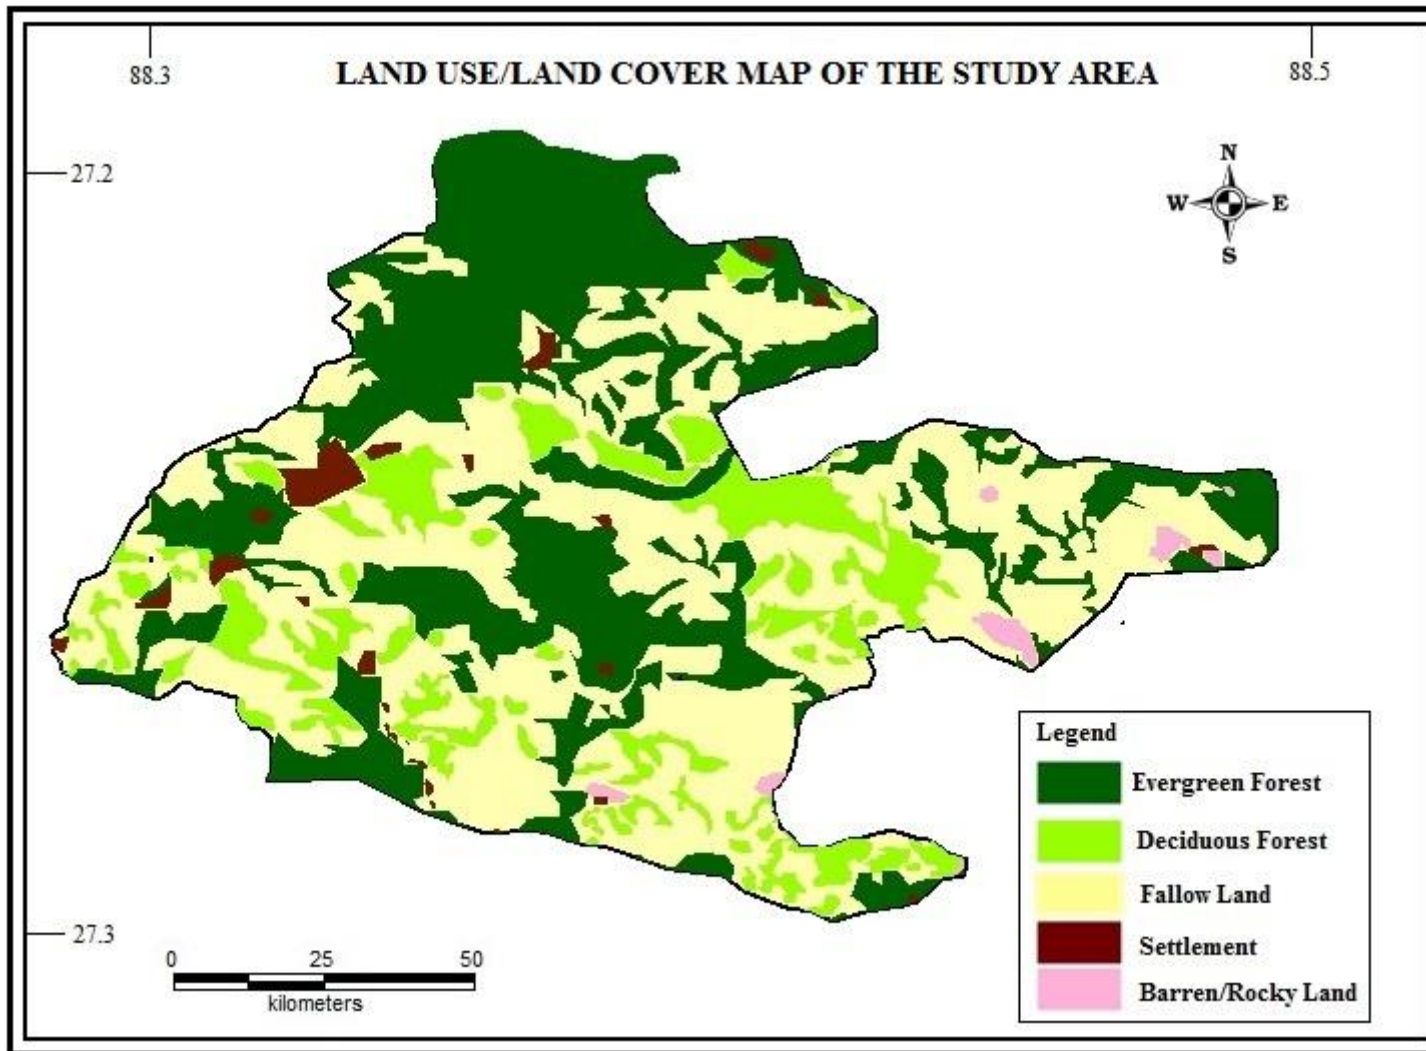 88.3
LAND USE/LAND COVER MAP OF THE STUDY AREA
88.5
27.2
N
W E
S
Legend
Evergreen Forest
Deciduous Forest
Fallow Land
Settlement
Barren/Rocky Land
27.3
0 25 50
kilometers